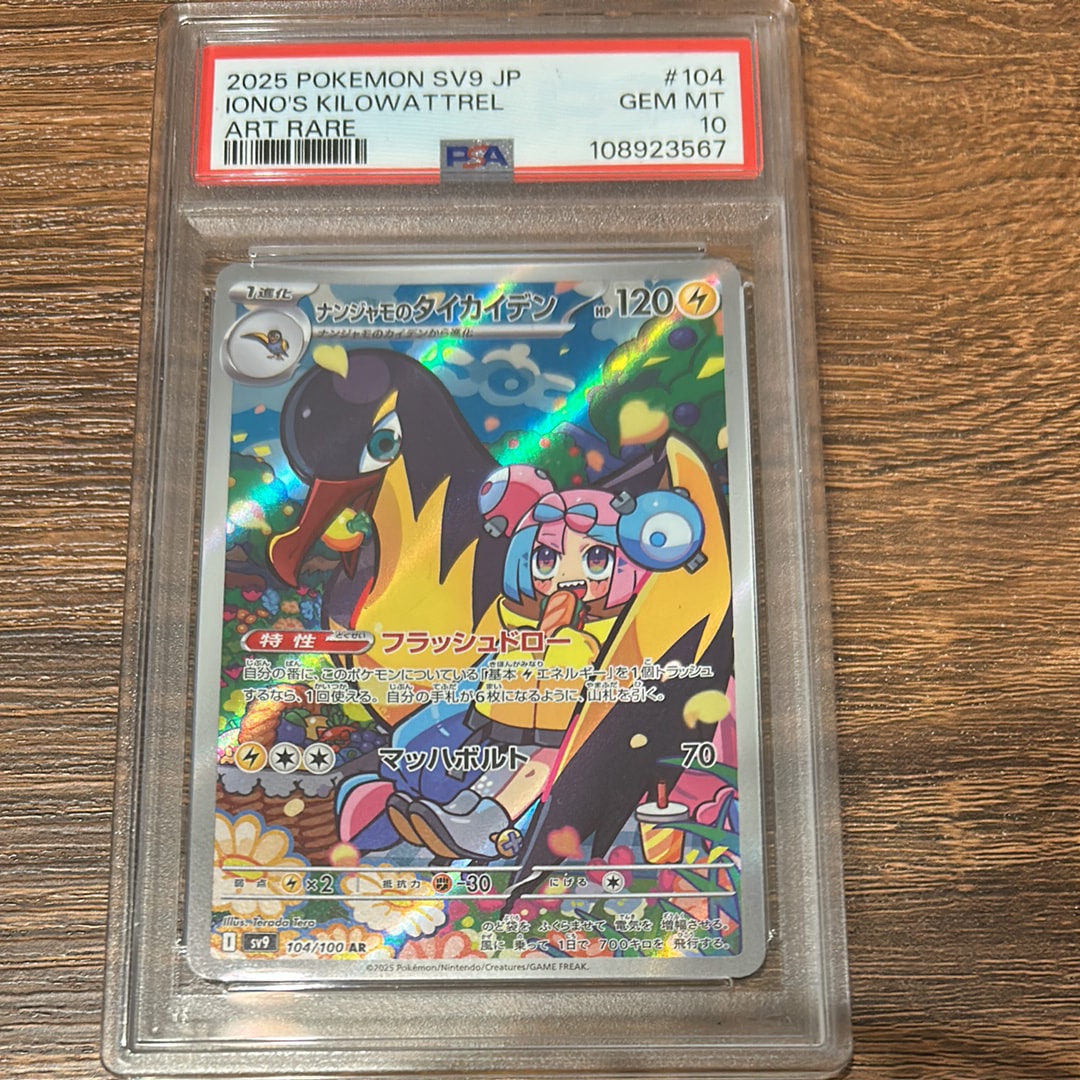 2025 POKEMON SV9 JP #104
IONO'S KILOWATTREL GEM MT
ART RARE 10
PSA 108923567
1進化 ナンジャモのタイカイデン HP 120
ナンジャモのカイデンから進化
特性 とくせい フラッシュドロー
自分の番に、このポケモンについている「基本エネルギー」を1個トラッシュ
するなら、1回使える。自分の手札が6枚になるように、山札を引く。
マッハボルト 70
弱点 ×2 抵抗力 -30 にげる
Illus. Terada Tera
のど袋を ふくらませて 電気を 増幅させる。
風に 乗って 1日で 700キロを 飛行する。
I sv9 104/100 AR
©2025 Pokémon/Nintendo/Creatures/GAME FREAK.